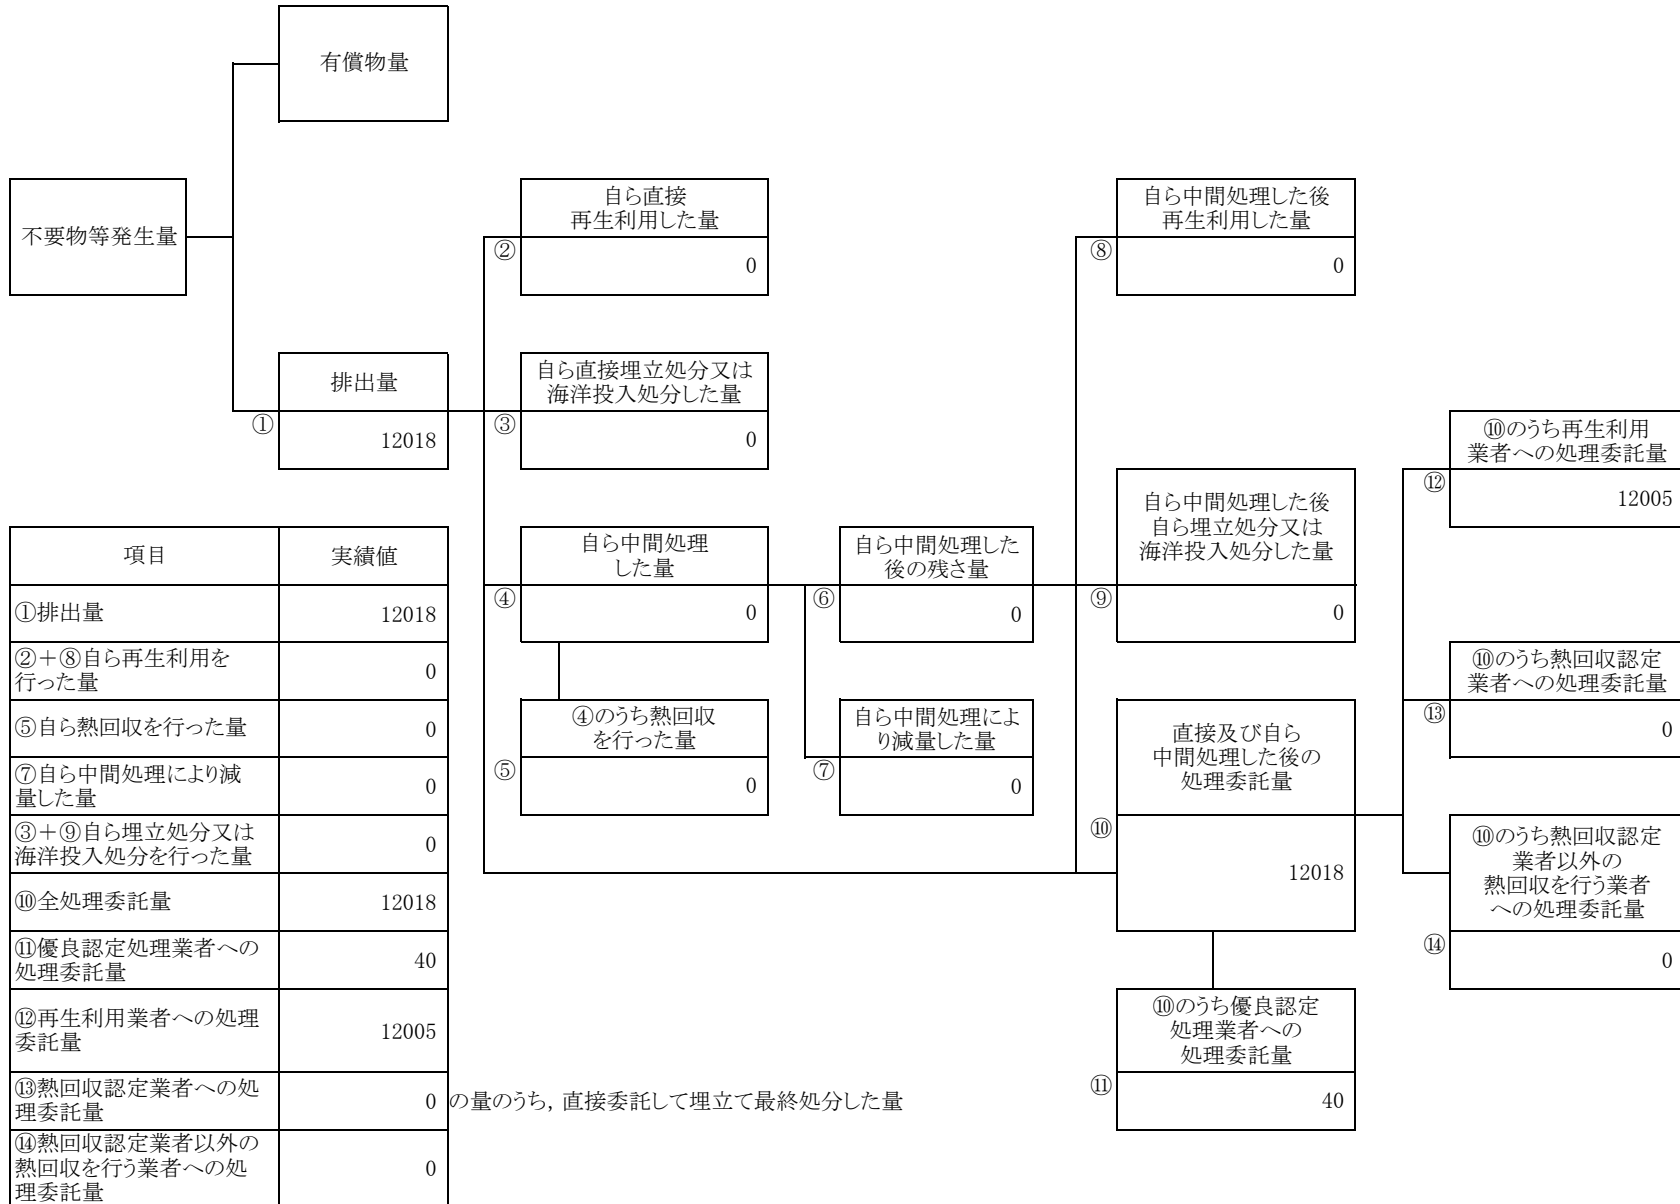 有償物量
不要物等発生量
自ら直接
再生利用した量
②
0
自ら中間処理した後
再生利用した量
⑧
0
排出量
①
12018
自ら直接埋立処分又は
海洋投入処分した量
③
0
⑩のうち再生利用
業者への処理委託量
⑫
12005
自ら中間処理した後
自ら埋立処分又は
海洋投入処分した量
⑨
0
自ら中間処理
した量
④
0
自ら中間処理した
後の残さ量
⑥
0
⑩のうち熱回収認定
業者への処理委託量
⑬
0
④のうち熱回収
を行った量
⑤
0
自ら中間処理によ
り減量した量
⑦
0
直接及び自ら
中間処理した後の
処理委託量
⑩
12018
⑩のうち熱回収認定
業者以外の
熱回収を行う業者
への処理委託量
⑭
0
⑩のうち優良認定
処理業者への
処理委託量
⑪
40
項目 実績値
①排出量 12018
②＋⑧自ら再生利用を
行った量 0
⑤自ら熱回収を行った量 0
⑦自ら中間処理により減
量した量 0
③＋⑨自ら埋立処分又は
海洋投入処分を行った量 0
⑩全処理委託量 12018
⑪優良認定処理業者への
処理委託量 40
⑫再生利用業者への処理
委託量 12005
⑬熱回収認定業者への処
理委託量 0 の量のうち，直接委託して埋立て最終処分した量
⑭熱回収認定業者以外の
熱回収を行う業者への処
理委託量 0